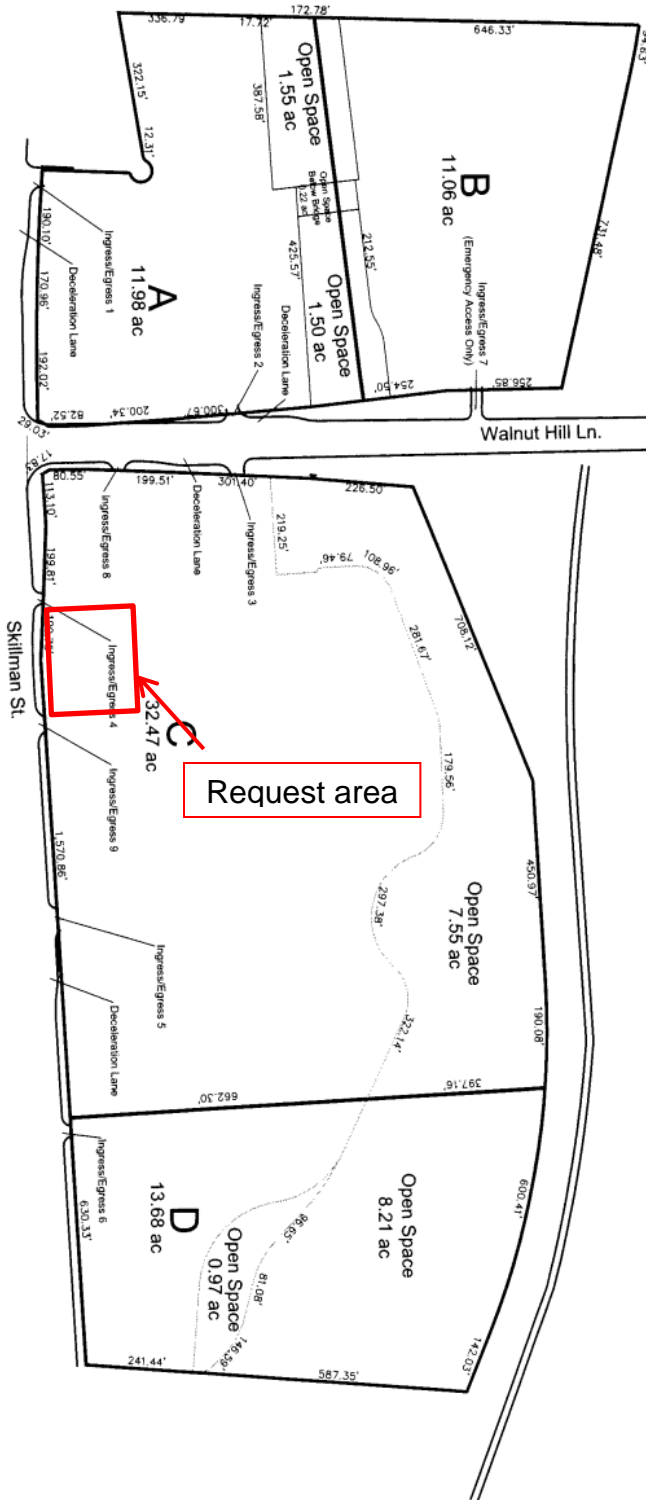 172.78'
336.79'
17.72'
646.33'
94.63'
322.15'
12.31'
387.58'
Open Space
1.55 ac
B
11.06 ac
731.48'
Open Space
Below Bridge
0.22 ac
212.55'
425.57'
Open Space
1.50 ac
Ingress/Egress 7
(Emergency Access Only)
254.50'
256.85'
190.10'
170.96'
192.02'
Ingress/Egress 1
Deceleration Lane
A
11.98 ac
Ingress/Egress 2
Deceleration Lane
82.52'
200.34'
300.67'
29.03'
Walnut Hill Ln.
17.83'
80.55'
199.51'
301.40'
226.50'
113.10'
199.81'
Ingress/Egress 8
Deceleration Lane
Ingress/Egress 3
219.25'
79.46'
108.96'
281.67'
708.12'
Skillman St.
Ingress/Egress 4
C
32.47 ac
Request area
179.56'
Ingress/Egress 9
1,570.86'
297.38'
Open Space
7.55 ac
450.97'
190.08'
Ingress/Egress 5
Deceleration Lane
322.14'
662.30'
397.16'
Ingress/Egress 6
630.33'
D
13.68 ac
Open Space
0.97 ac
Open Space
8.21 ac
600.41'
96.65'
81.08'
146.59'
142.03'
241.44'
587.35'